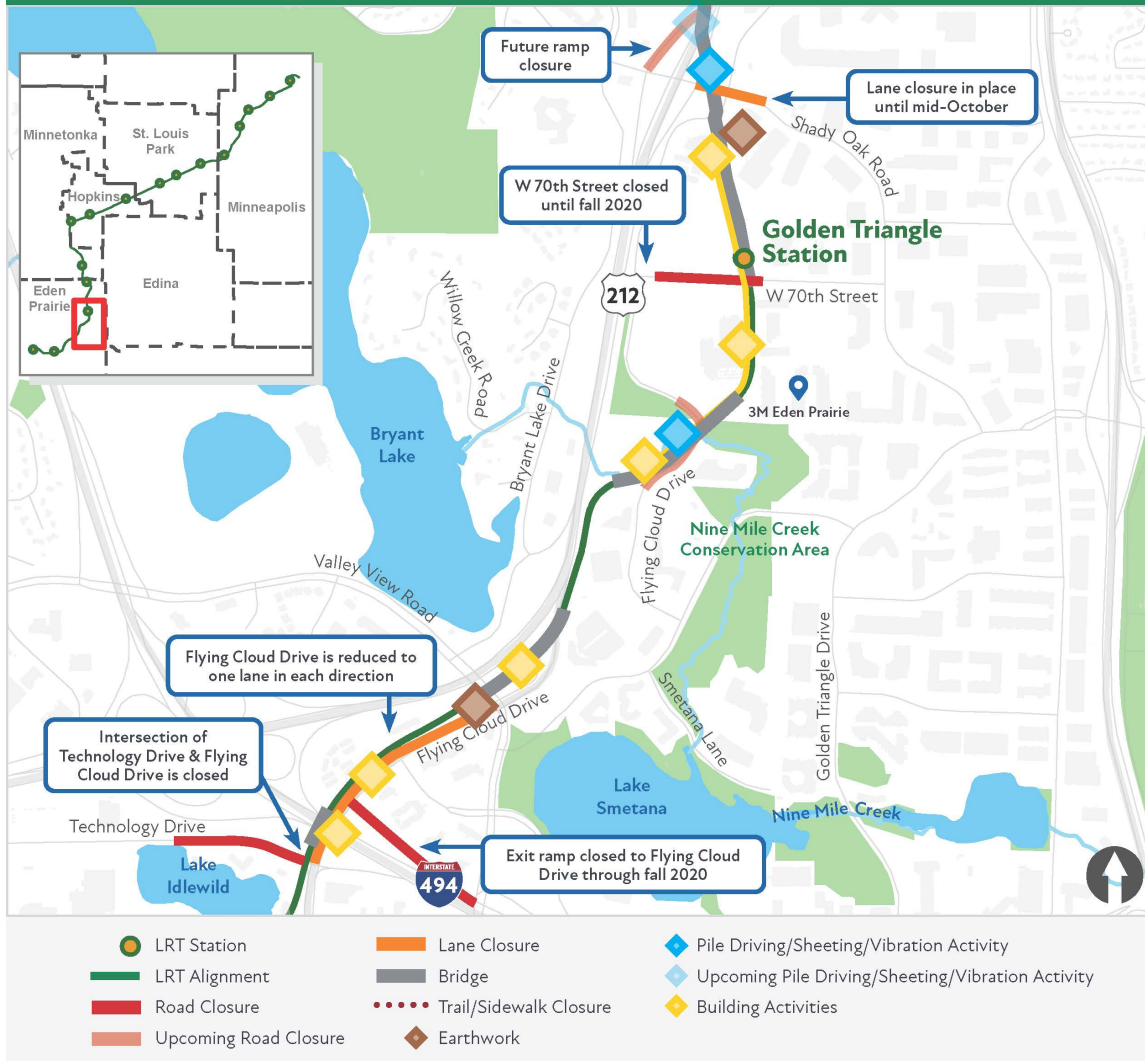 Future ramp
closure
Lane closure in place
until mid-October
Minnetonka
St. Louis
Park
Hopkins
Minneapolis
Edina
Eden
Prairie
Shady Oak Road
W 70th Street closed
until fall 2020
Golden Triangle
Station
212
W 70th Street
Willow Creek Road
Bryant Lake Drive
3M Eden Prairie
Bryant
Lake
Flying Cloud Drive
Nine Mile Creek
Conservation Area
Valley View Road
Golden Triangle Drive
Flying Cloud Drive is reduced to
one lane in each direction
Smetana Lane
Flying Cloud Drive
Intersection of
Technology Drive & Flying
Cloud Drive is closed
Lake
Smetana
Nine Mile Creek
Technology Drive
Lake
Idlewild
INTERSTATE
494
Exit ramp closed to Flying Cloud
Drive through fall 2020
LRT Station
LRT Alignment
Road Closure
Upcoming Road Closure
Lane Closure
Bridge
Trail/Sidewalk Closure
Earthwork
Pile Driving/Sheeting/Vibration Activity
Upcoming Pile Driving/Sheeting/Vibration Activity
Building Activities